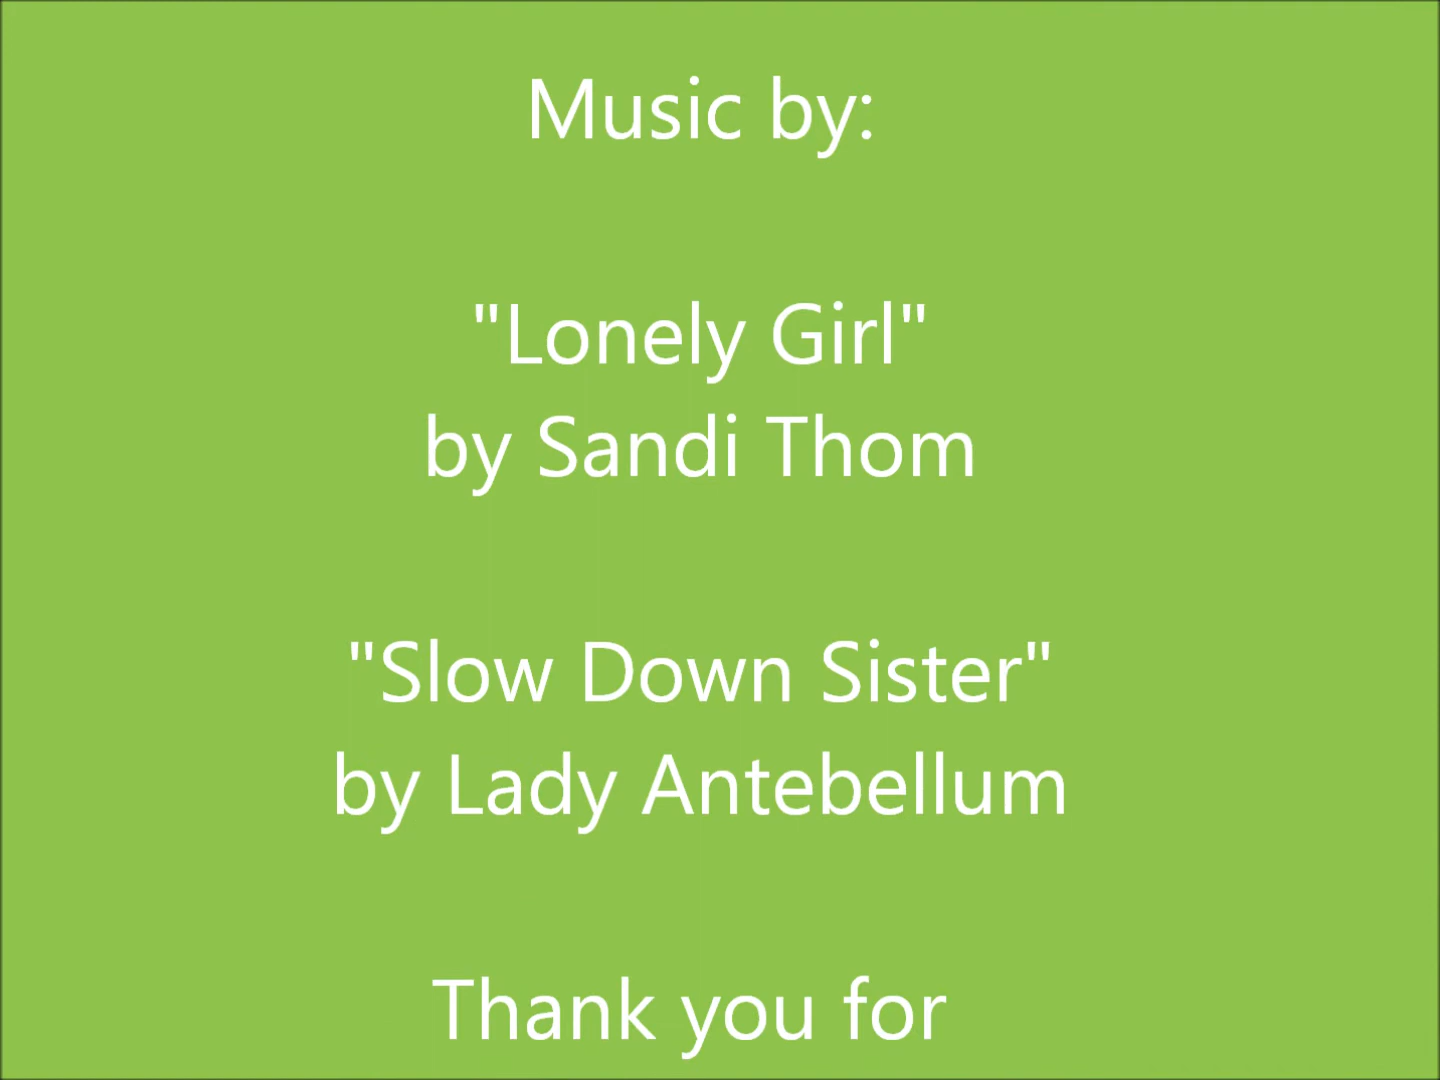 Music by:
"Lonely Girl"
by Sandi Thom
"Slow Down Sister"
by Lady Antebellum
Thank you for